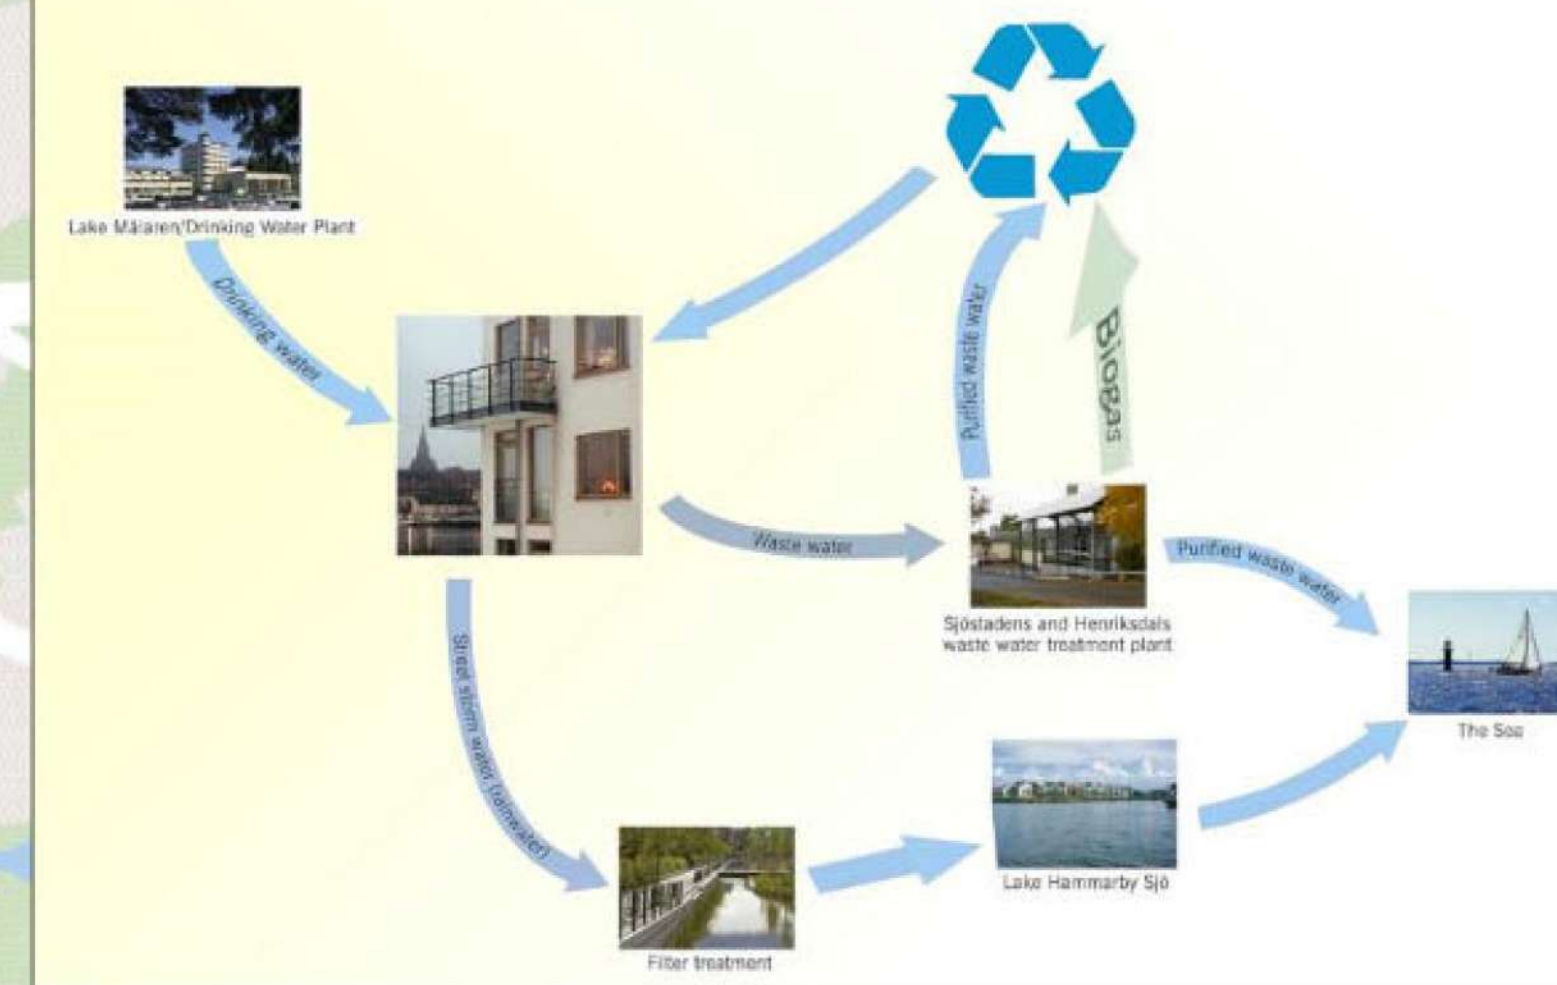 Lake Mälaren/Drinking Water Plant
Drinking water
Purified waste water
Biogas
Waste water
Purified waste water
Sjöstadens and Henriksdals
waste water treatment plant
The Sea
Street storm water (rainwater)
Lake Hammarby Sjö
Filter treatment